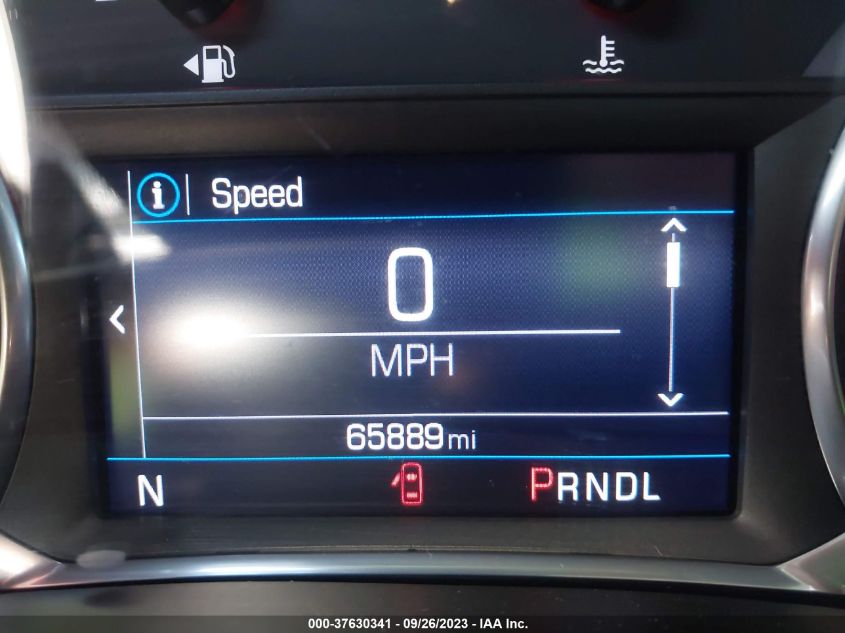 Speed
0
MPH
65889 mi
N PRNDL
000-37630341 - 09/26/2023 - IAA Inc.